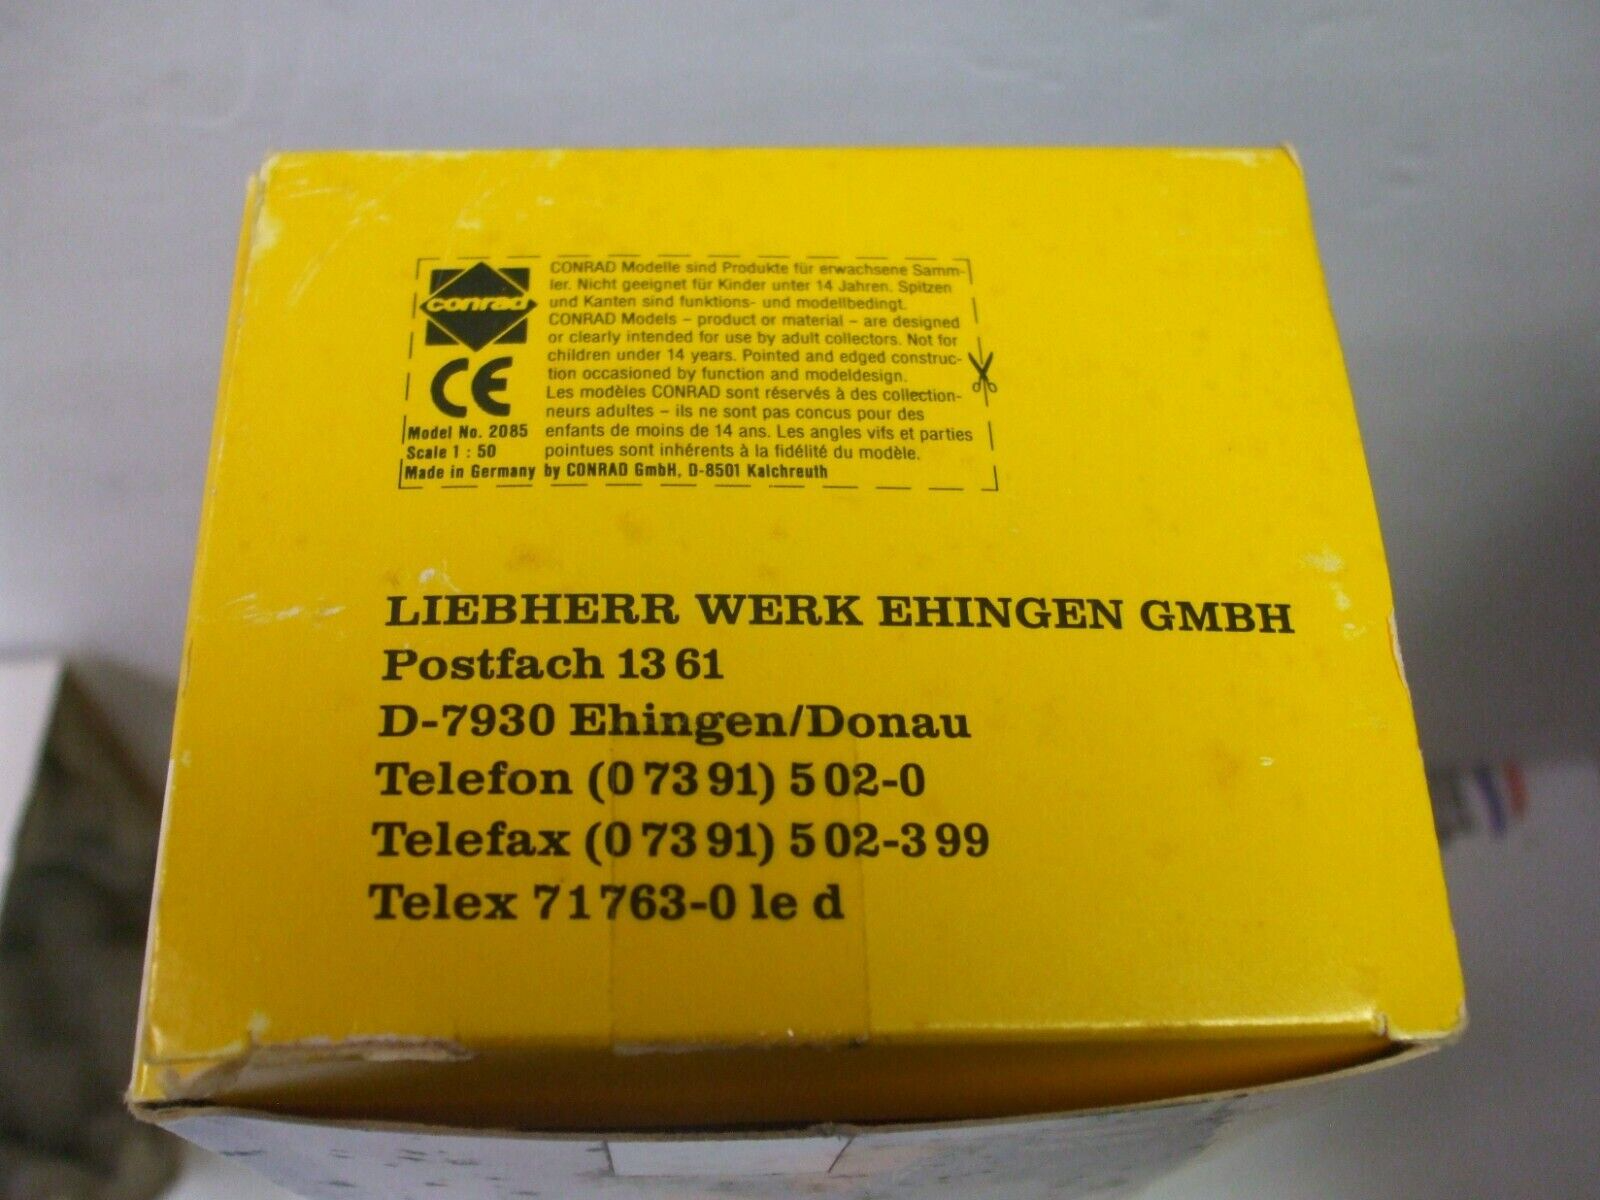 conrad
CE
Model No. 2085
Scale 1 : 50
CONRAD Modelle sind Produkte für erwachsene Samm-
ler. Nicht geeignet für Kinder unter 14 Jahren. Spitzen
und Kanten sind funktions- und modellbedingt.
CONRAD Models – product or material – are designed
or clearly intended for use by adult collectors. Not for
children under 14 years. Pointed and edged construc-
tion occasioned by function and modeldesign.
Les modèles CONRAD sont réservés à des collection-
neurs adultes – ils ne sont pas concus pour des
enfants de moins de 14 ans. Les angles vifs et parties
pointues sont inhérents à la fidélité du modèle.
Made in Germany by CONRAD GmbH, D-8501 Kalchreuth
LIEBHERR WERK EHINGEN GMBH
Postfach 13 61
D-7930 Ehingen/Donau
Telefon (0 73 91) 5 02-0
Telefax (0 73 91) 5 02-3 99
Telex 7 1 763-0 le d